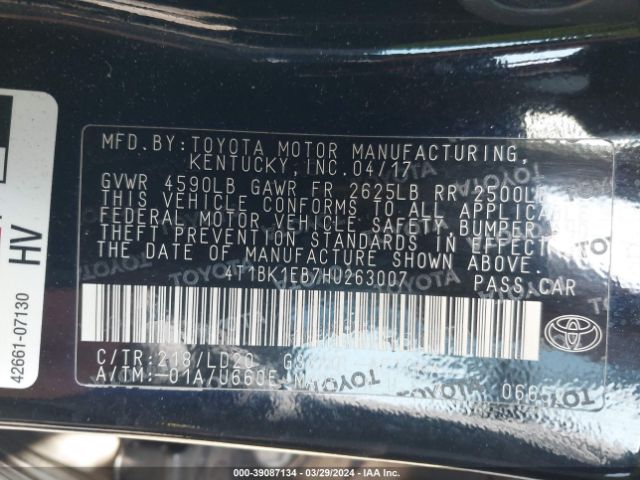 MFD.BY:TOYOTA MOTOR MANUFACTURING,
KENTUCKY,INC.04/17
GVWR 4590LB GAWR FR 2625LB RR 2500LB
THIS VEHICLE CONFORMS TO ALL APPLICABLE
FEDERAL MOTOR VEHICLE SAFETY BUMPER
THEFT PREVENTION STANDARDS IN EFFECT
THE DATE OF MANUFACTURE SHOWN ABOVE.
4T1BK1EB7HU263007 PASS.CAR
C/TR:218/LD20
A/TM:-01A/U660E
TOYOTA
HV
42661-07130
000-39087134 - 03/29/2024 - IAA Inc.